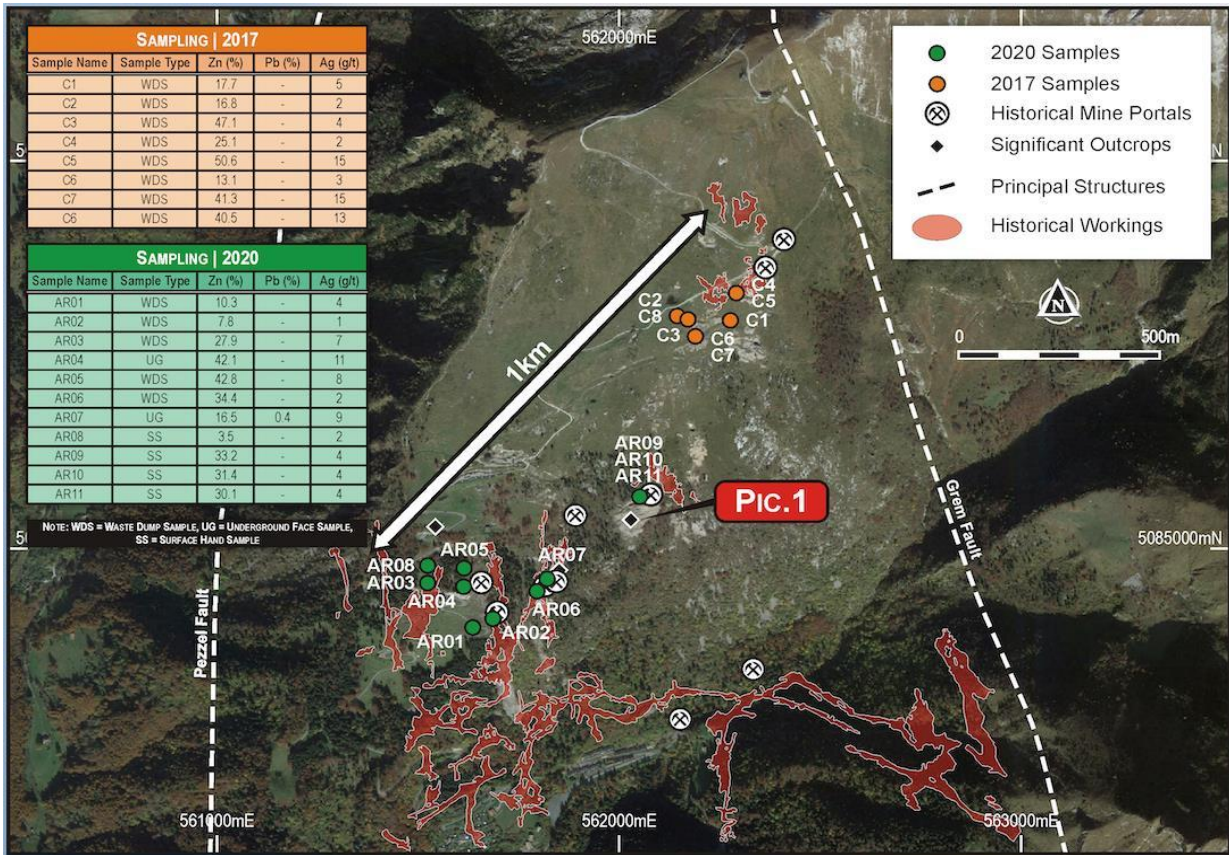 SAMPLING | 2017
Sample Name Sample Type Zn (%) Pb (%) Ag (g/t)
C1 WDS 17.7 - 5
C2 WDS 16.8 - 2
C3 WDS 47.1 - 4
C4 WDS 25.1 - 2
C5 WDS 50.6 - 15
C6 WDS 13.1 - 3
C7 WDS 41.3 - 15
C6 WDS 40.5 - 13
SAMPLING | 2020
Sample Name Sample Type Zn (%) Pb (%) Ag (g/t)
AR01 WDS 10.3 - 4
AR02 WDS 7.8 - 1
AR03 WDS 27.9 - 7
AR04 UG 42.1 - 11
AR05 WDS 42.8 - 8
AR06 WDS 34.4 - 2
AR07 UG 16.5 0.4 9
AR08 SS 3.5 - 2
AR09 SS 33.2 - 4
AR10 SS 31.4 - 4
AR11 SS 30.1 - 4
NOTE: WDS = WASTE DUMP SAMPLE, UG = UNDERGROUND FACE SAMPLE,
SS = SURFACE HAND SAMPLE
562000mE
2020 Samples
2017 Samples
Historical Mine Portals
Significant Outcrops
Principal Structures
Historical Workings
N
0 500m
1km
C4
C5
C2
C8
C3
C1
C6
C7
AR09
AR10
AR11
PIC.1
Grem Fault
5085000mN
AR08
AR03
AR05
AR04
AR07
AR06
AR01
AR02
Pezzel Fault
561000mE
562000mE
563000mE